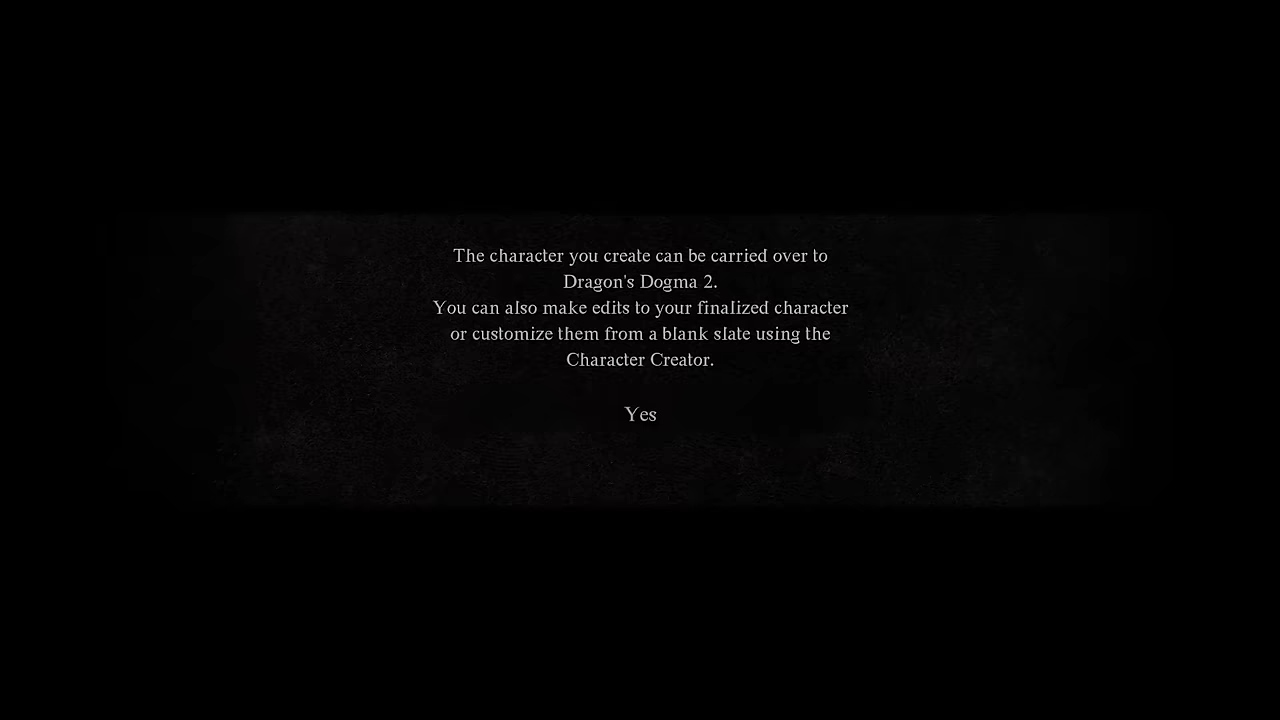 The character you create can be carried over to
Dragon's Dogma 2.
You can also make edits to your finalized character
or customize them from a blank slate using the
Character Creator.
Yes